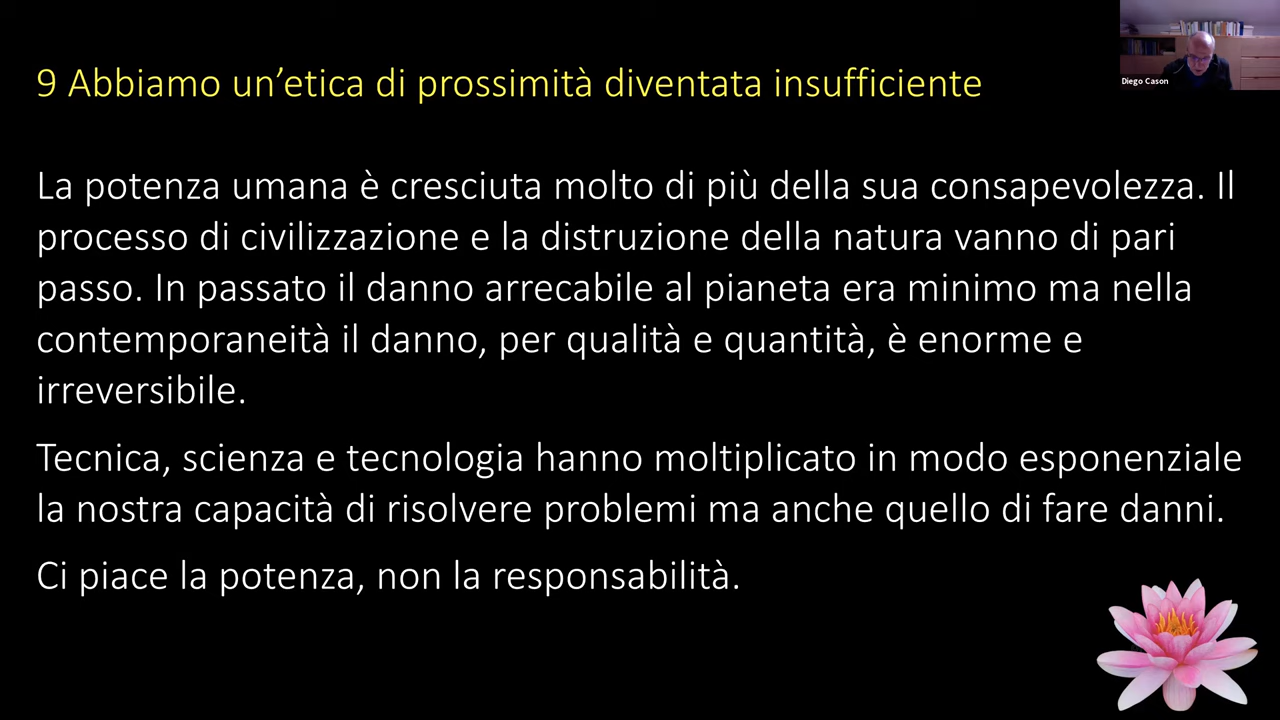 9 Abbiamo un’etica di prossimità diventata insufficiente
Diego Cason
La potenza umana è cresciuta molto di più della sua consapevolezza. Il
processo di civilizzazione e la distruzione della natura vanno di pari
passo. In passato il danno arrecabile al pianeta era minimo ma nella
contemporaneità il danno, per qualità e quantità, è enorme e
irreversibile.
Tecnica, scienza e tecnologia hanno moltiplicato in modo esponenziale
la nostra capacità di risolvere problemi ma anche quello di fare danni.
Ci piace la potenza, non la responsabilità.